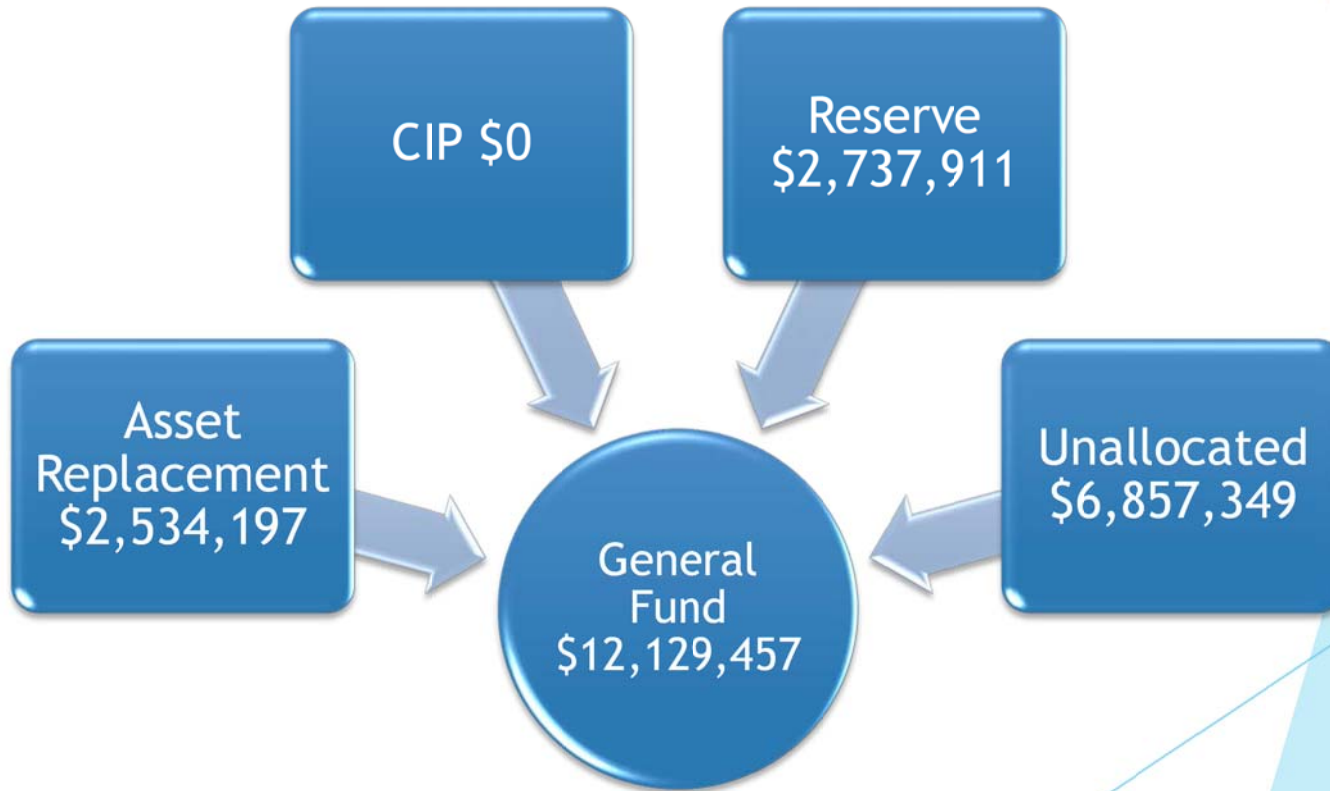 CIP $0
Reserve
$2,737,911
Asset
Replacement
$2,534,197
Unallocated
$6,857,349
General
Fund
$12,129,457